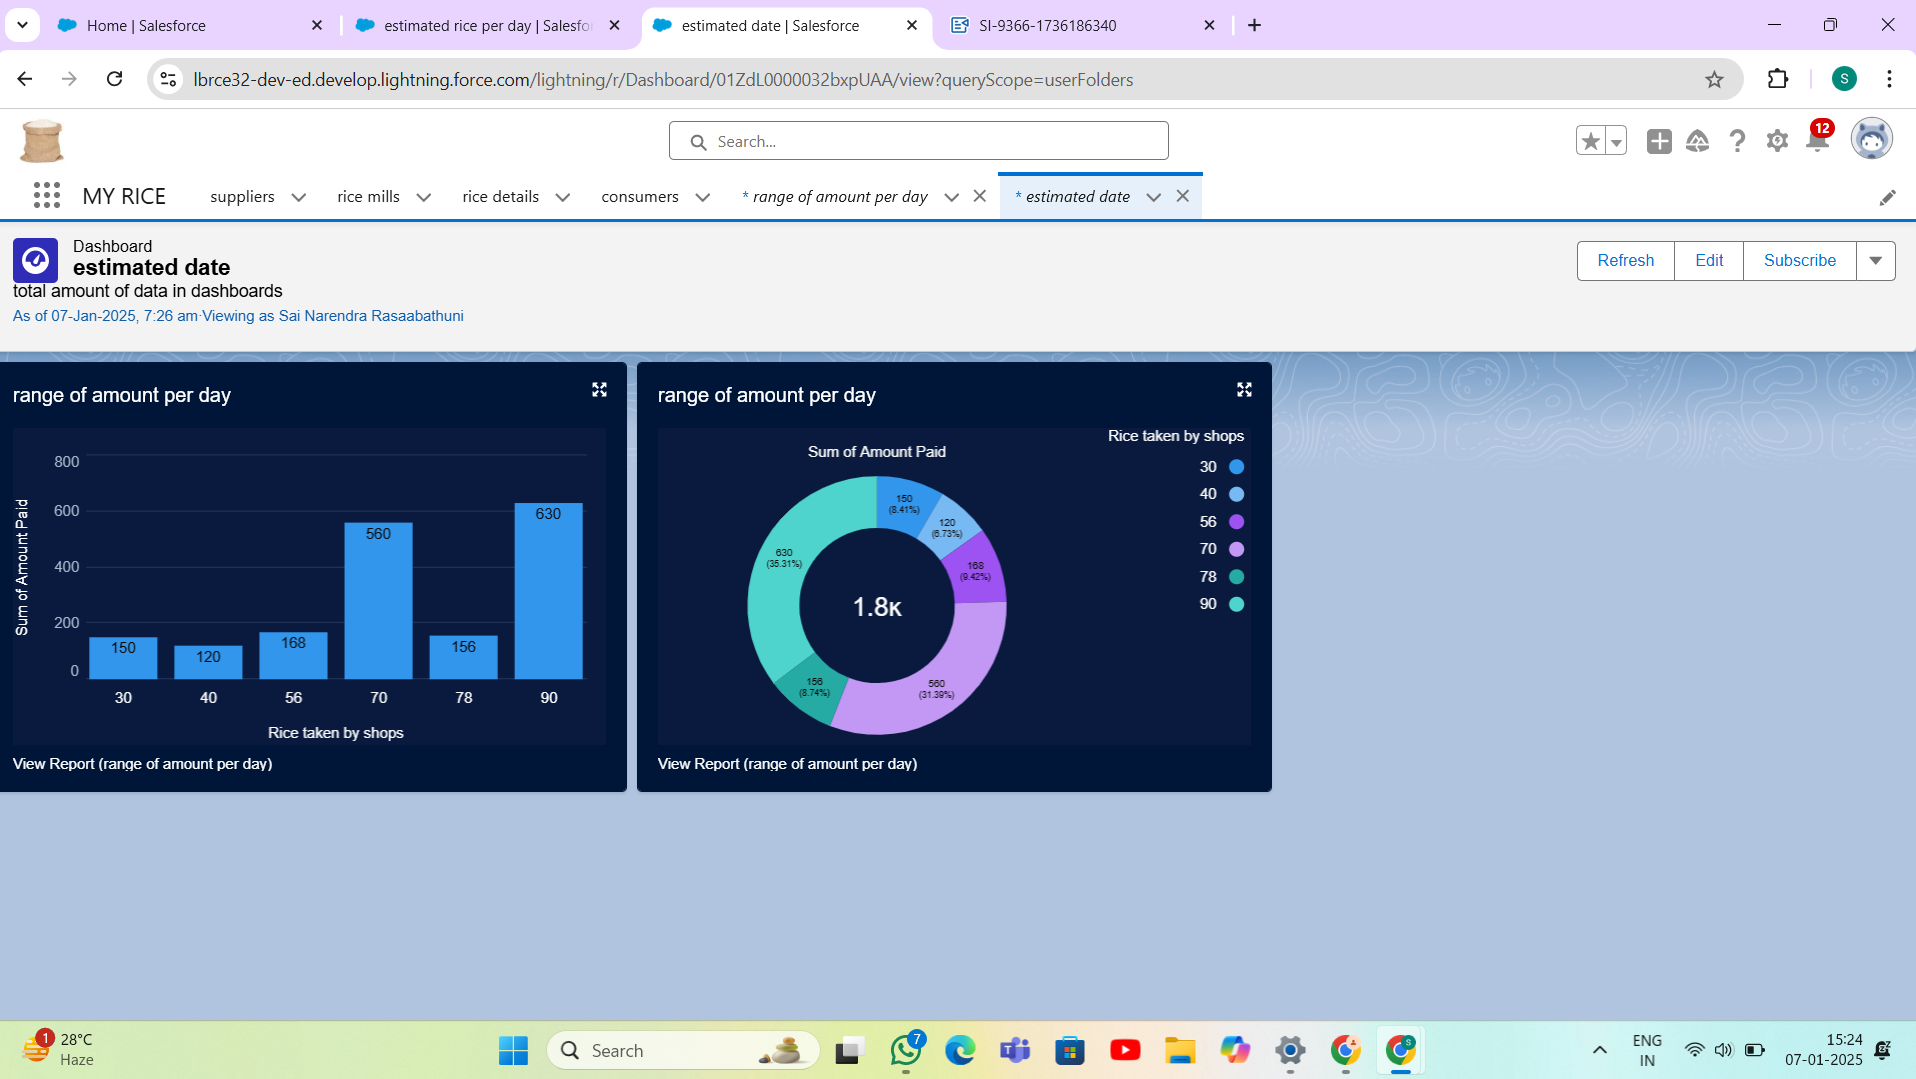 Home | Salesforce
estimated rice per day | Salesfo
estimated date | Salesforce
SI-9366-1736186340
lbrce32-dev-ed.develop.lightning.force.com/lightning/r/Dashboard/01ZdL0000032bxpUAA/view?queryScope=userFolders
S
Search...
12
MY RICE
suppliers
rice mills
rice details
consumers
* range of amount per day
* estimated date
Dashboard
estimated date
total amount of data in dashboards
As of 07-Jan-2025, 7:26 am·Viewing as Sai Narendra Rasaabathuni
Refresh
Edit
Subscribe
range of amount per day
Sum of Amount Paid
800
600
400
200
0
150
120
168
560
156
630
30
40
56
70
78
90
Rice taken by shops
View Report (range of amount per day)
range of amount per day
Sum of Amount Paid
Rice taken by shops
30
40
56
70
78
90
150
(8.41%)
120
(6.73%)
168
(9.42%)
560
(31.39%)
156
(8.74%)
630
(35.31%)
1.8K
View Report (range of amount per day)
1
28°C
Haze
Search
7
S
ENG
IN
15:24
07-01-2025